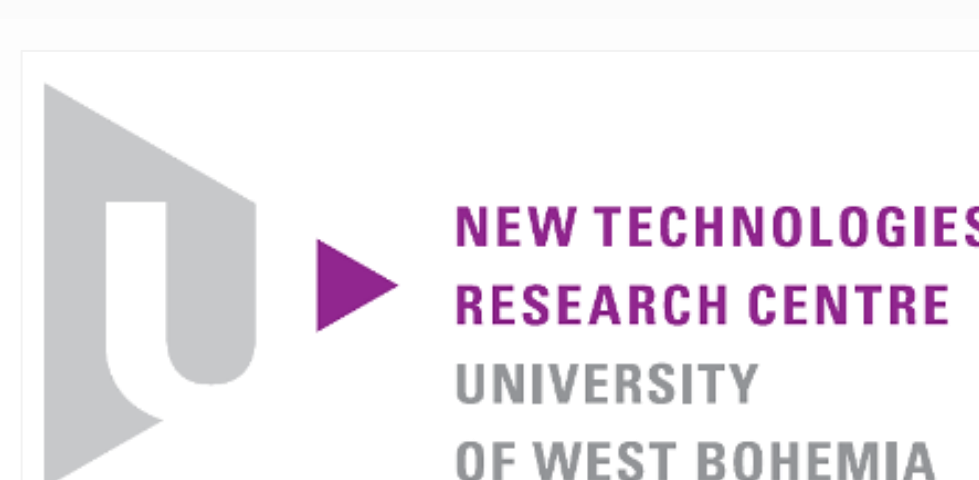 NEW TECHNOLOGIES
RESEARCH CENTRE
UNIVERSITY
OF WEST BOHEMIA